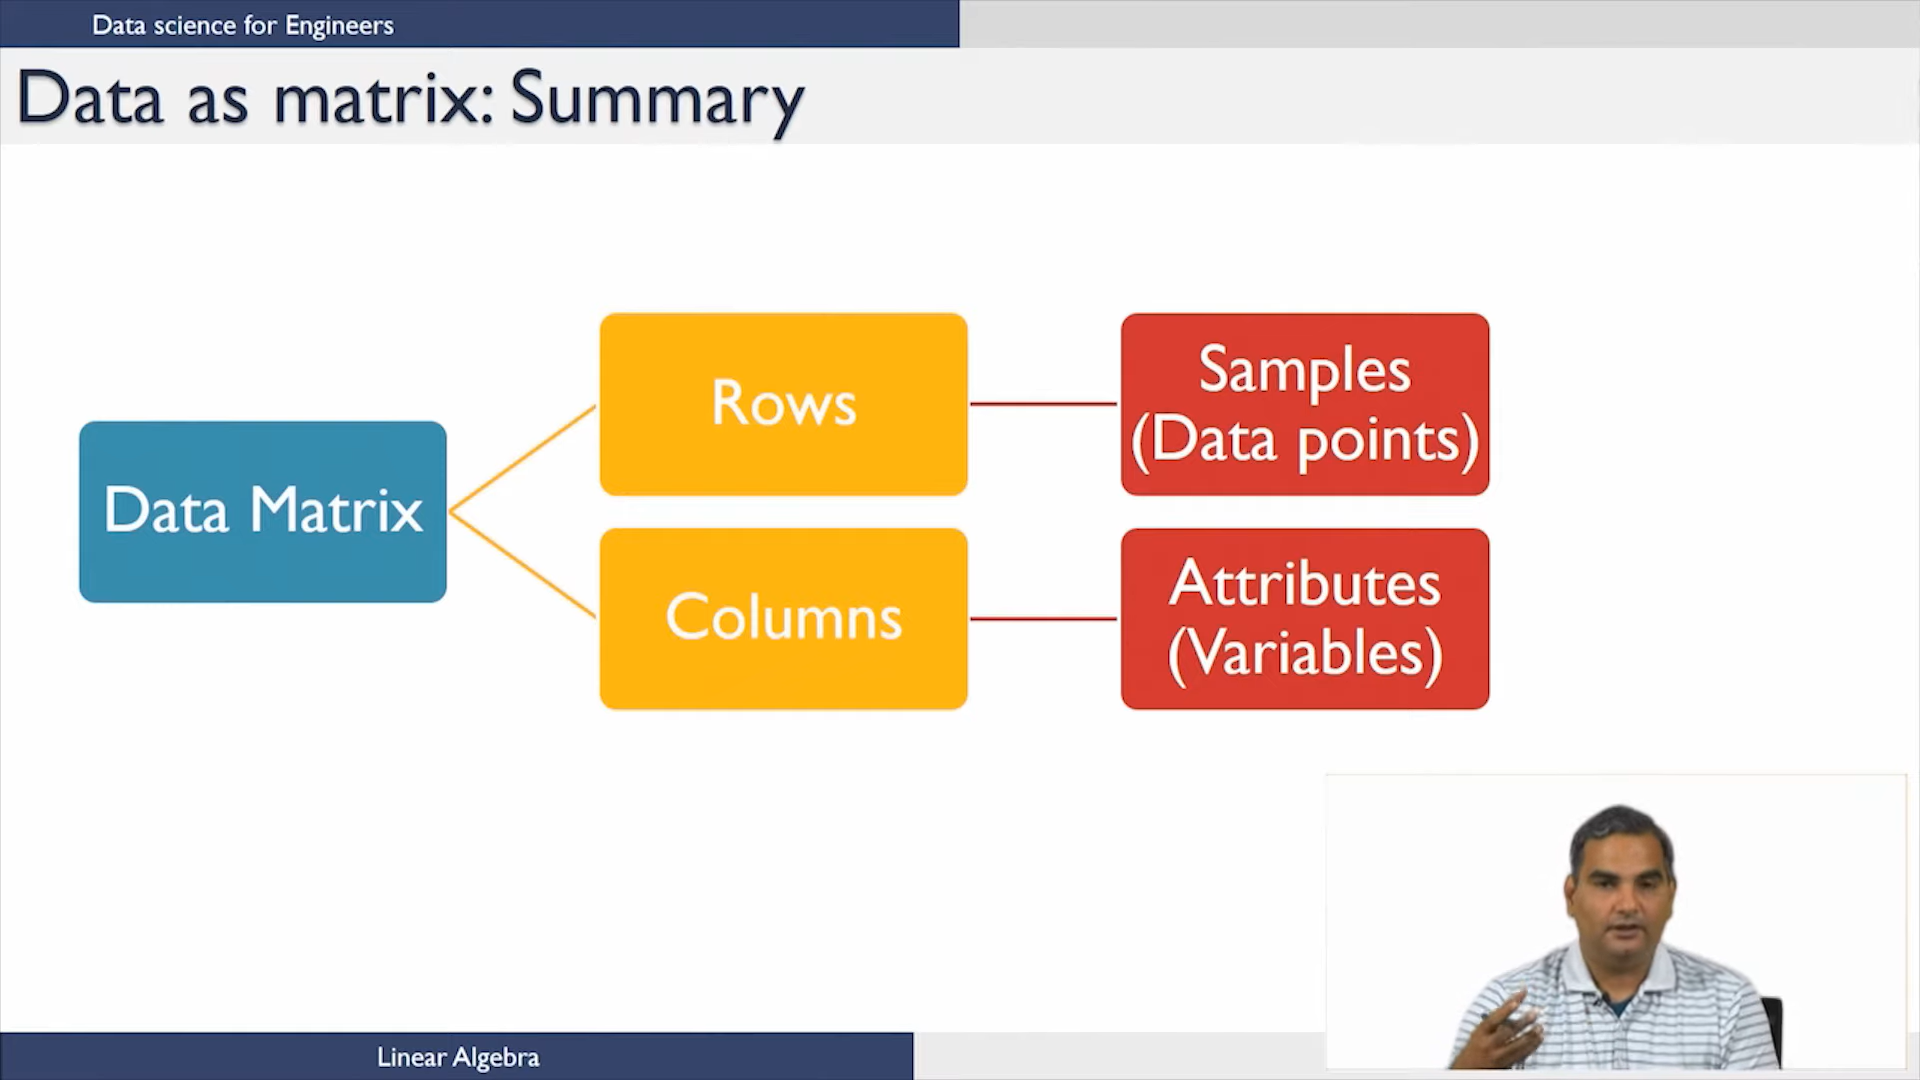 Data science for Engineers
Data as matrix: Summary
Data Matrix
Rows
Samples
(Data points)
Columns
Attributes
(Variables)
Linear Algebra